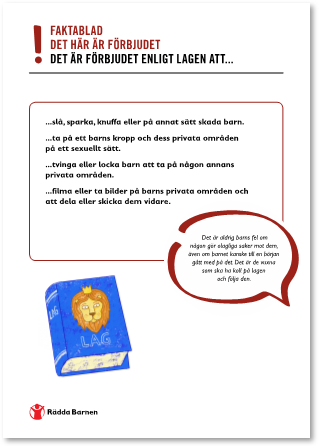 !
FAKTABLAD
DET HÄR ÄR FÖRBJUDET
DET ÄR FÖRBJUDET ENLIGT LAGEN ATT...
...slå, sparka, knuffa eller på annat sätt skada barn.
...ta på ett barns kropp och dess privata områden
på ett sexuellt sätt.
...tvinga eller locka barn att ta på någon annans
privata områden.
...filma eller ta bilder på barns privata områden och
att dela eller skicka dem vidare.
Det är aldrig barns fel om
någon gör olagliga saker mot dem,
även om barnet kanske till en början
gått med på det. Det är de vuxna
som ska ha koll på lagen
och följa den.
LAG
LAG
Rädda Barnen